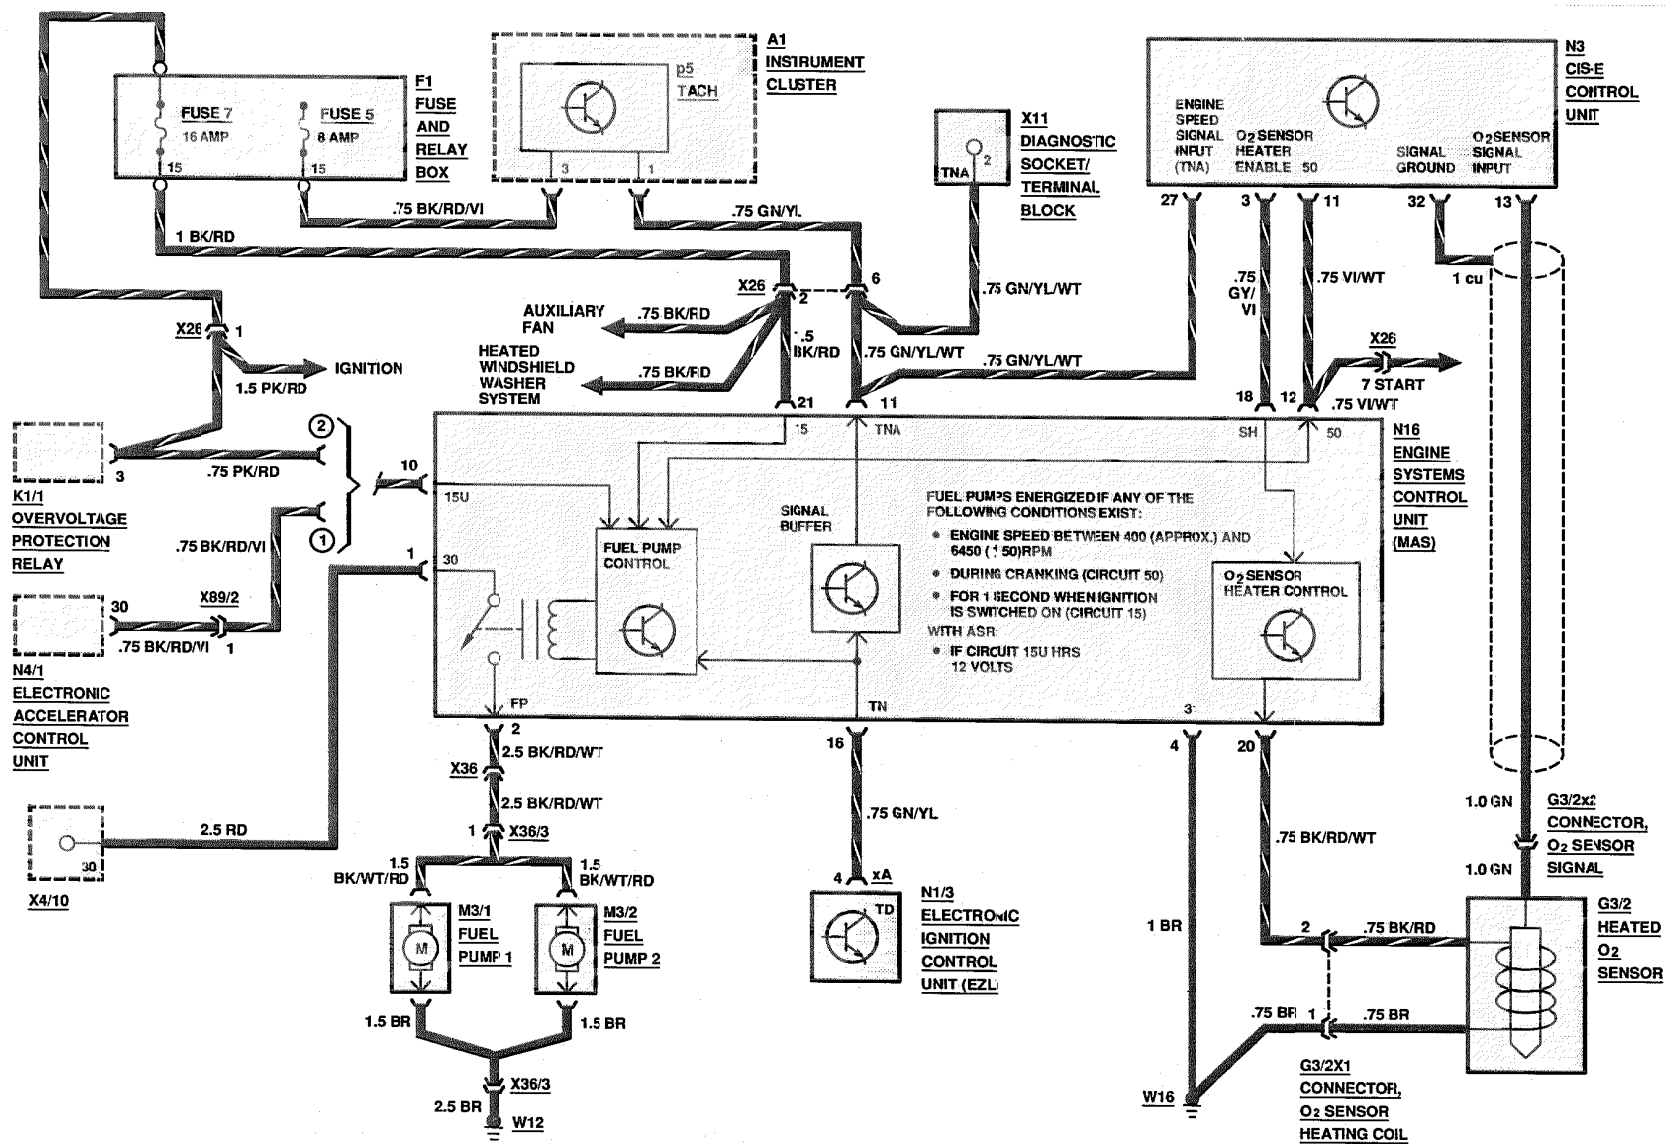 F1
FUSE
AND
RELAY
BOX
FUSE 7
16 AMP
15
FUSE 5
8 AMP
15
A1
INSTRUMENT
CLUSTER
p5
TACH
3
1
X11
DIAGNOSTIC
SOCKET/
TERMINAL
BLOCK
2
TNA
N3
CIS-E
CONTROL
UNIT
ENGINE
SPEED
SIGNAL
INPUT
(TNA)
O2 SENSOR
HEATER
ENABLE 50
SIGNAL
GROUND
O2 SENSOR
SIGNAL
INPUT
27
3
11
32
13
.75 BK/RD/VI
.75 GN/YL
1 BK/RD
X26
2
6
.75 GN/YL/WT
.75
GY/
VI
.75 VI/WT
1 cu
X26
1
IGNITION
1.5 PK/RD
AUXILIARY
FAN
.75 BK/RD
HEATED
WINDSHIELD
WASHER
SYSTEM
.75 BK/RD
BK/RD
.75 GN/YL/WT
.75 GN/YL/WT
X26
7 START
.75 VI/WT
21
11
18
12
K1/1
OVERVOLTAGE
PROTECTION
RELAY
3
.75 PK/RD
2
1
10
.75 BK/RD/VI
X89/2
1
30
.75 BK/RD/VI
N4/1
ELECTRONIC
ACCELERATOR
CONTROL
UNIT
1
N16
ENGINE
SYSTEMS
CONTROL
UNIT
(MAS)
TNA
SH
50
15U
30
FUEL PUMP
CONTROL
SIGNAL
BUFFER
FUEL PUMPS ENERGIZED IF ANY OF THE
FOLLOWING CONDITIONS EXIST:
• ENGINE SPEED BETWEEN 400 (APPROX.) AND
• DURING CRANKING (CIRCUIT 50)
• FOR 1 SECOND WHEN IGNITION
IS SWITCHED ON (CIRCUIT 15)
WITH ASR
• IF CIRCUIT 15U HRS
12 VOLTS
O2 SENSOR
HEATER CONTROL
FP
TN
2
16
4
20
2.5 BK/RD/WT
X36
2.5 BK/RD/WT
1
X36/3
30
X4/10
2.5 RD
1.5
BK/WT/RD
BK/WT/RD
M
M3/1
FUEL
PUMP 1
M
M3/2
FUEL
PUMP 2
1.5 BR
1.5 BR
X36/3
2.5 BR
W12
.75 GN/YL
4
xA
TD
N1/3
ELECTRONIC
IGNITION
CONTROL
UNIT (EZL
1 BR
.75 BK/RD/WT
1.0 GN
1.0 GN
G3/2x2
CONNECTOR,
O2 SENSOR
SIGNAL
2
.75 BK/RD
.75 BR
1
.75 BR
G3/2
HEATED
O2
SENSOR
W16
G3/2X1
CONNECTOR,
O2 SENSOR
HEATING COIL